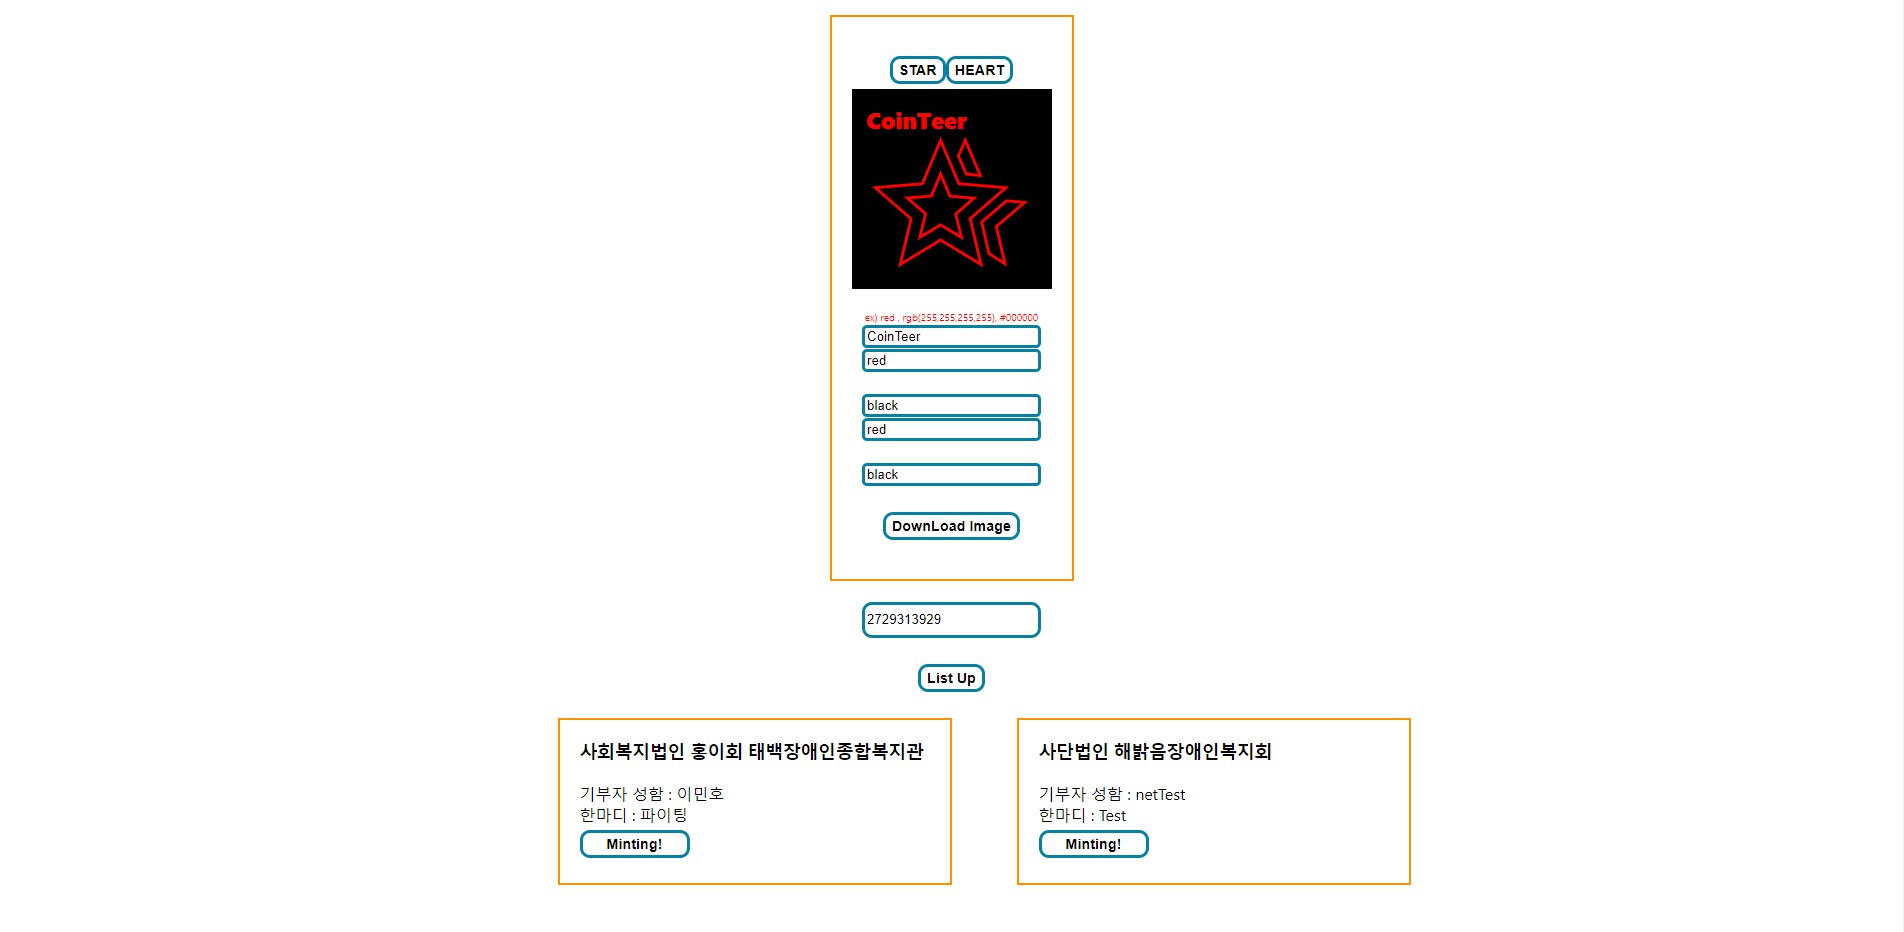 STAR HEART
CoinTeer
ex) red , rgb(255,255,255,255), #000000
CoinTeer
red
black
red
black
DownLoad Image
2729313929
List Up
사회복지법인 홍이회 태백장애인종합복지관
기부자 성함 : 이민호
한마디 : 파이팅
Minting!
사단법인 해밝음장애인복지회
기부자 성함 : netTest
한마디 : Test
Minting!